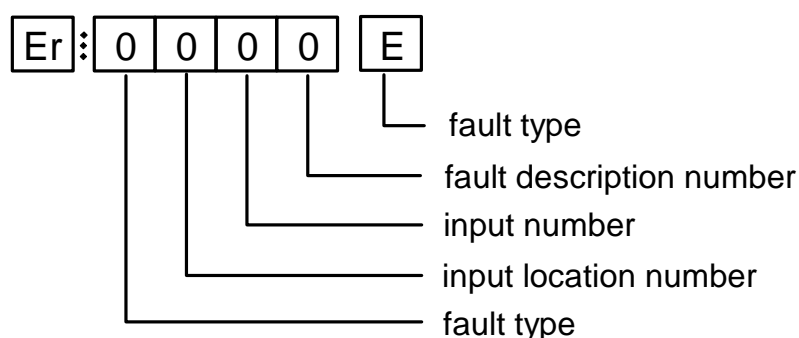 Er 0 0 0 0 E
fault type
fault description number
input number
input location number
fault type